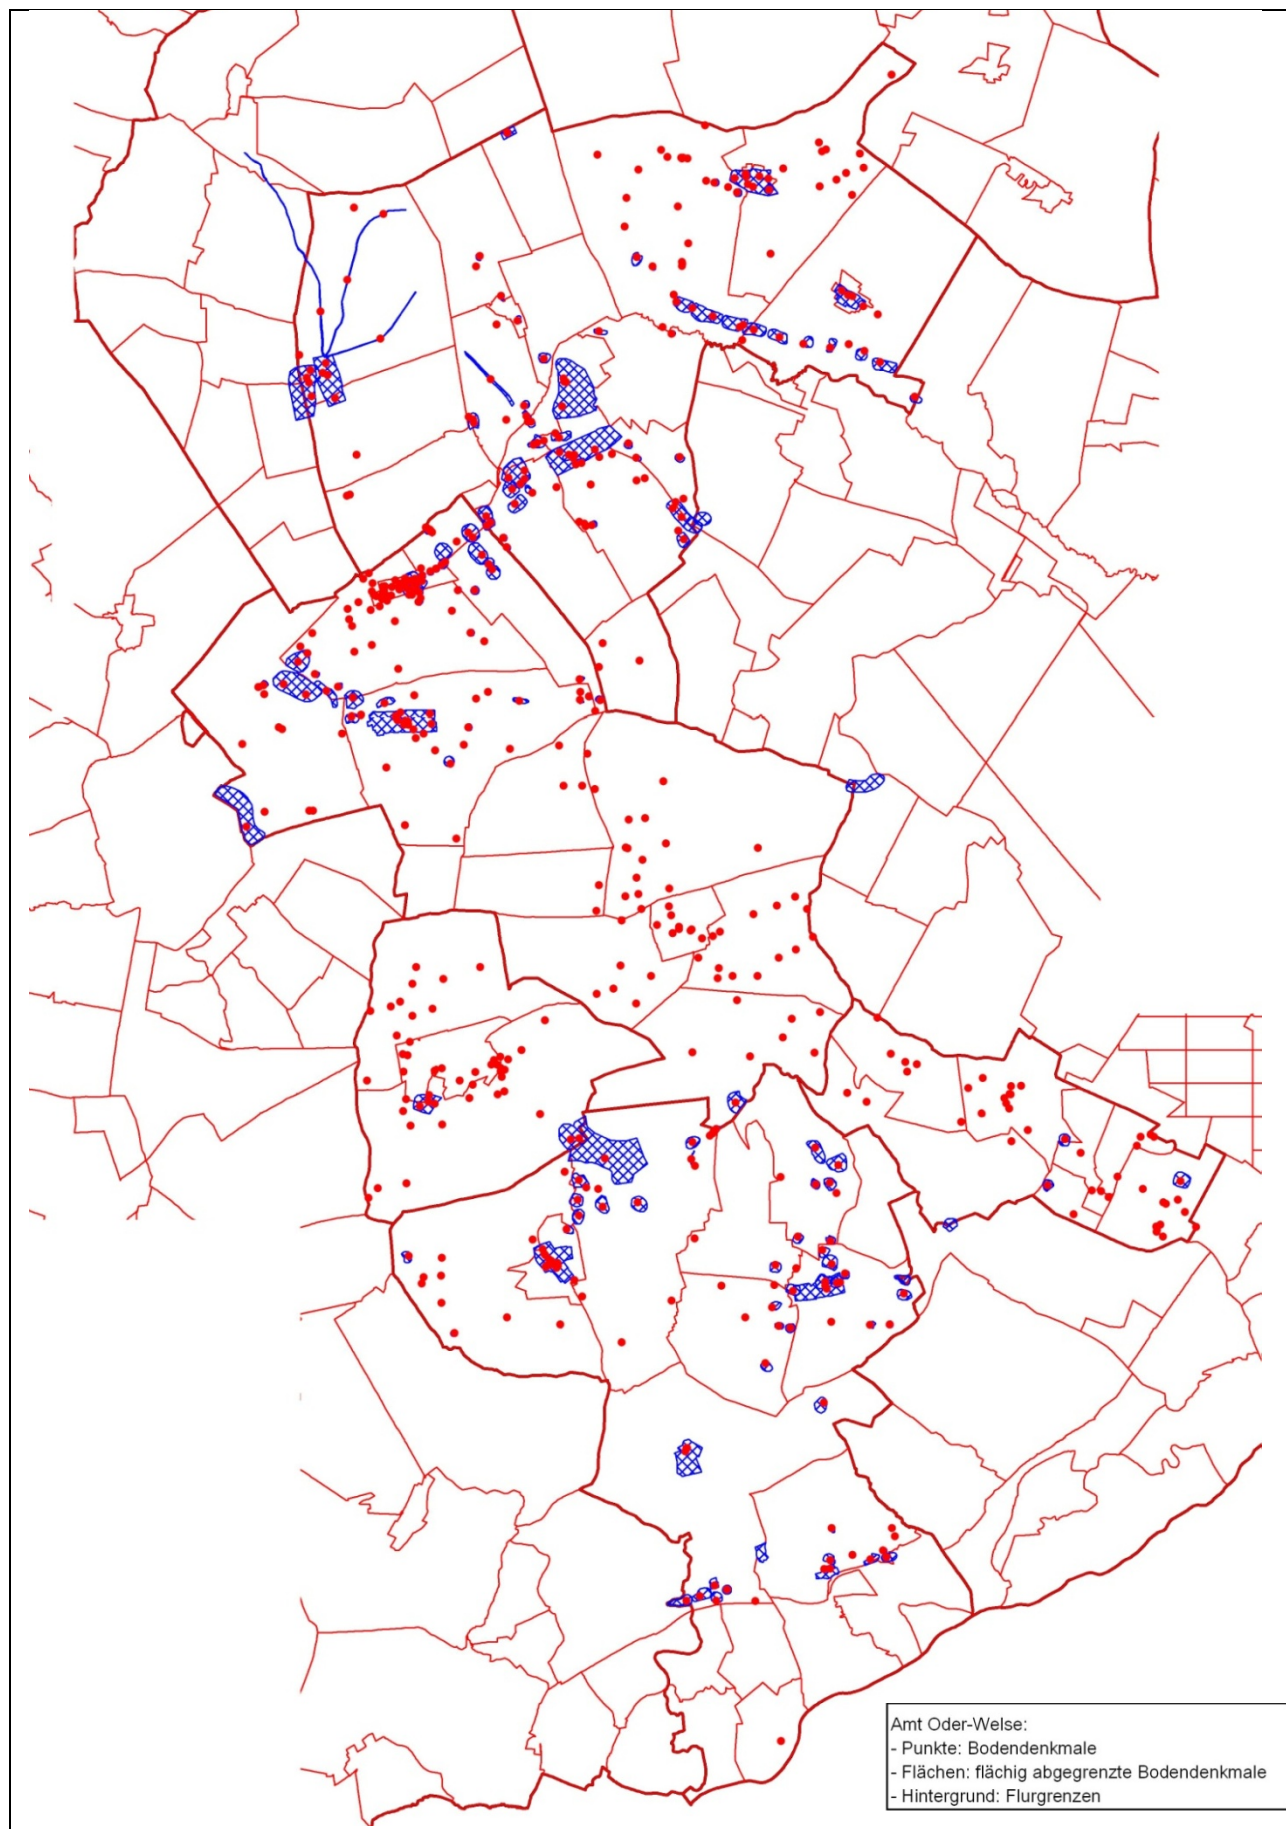 Amt Oder-Welse:
- Punkte: Bodendenkmale
- Flächen: flächig abgegrenzte Bodendenkmale
- Hintergrund: Flurgrenzen